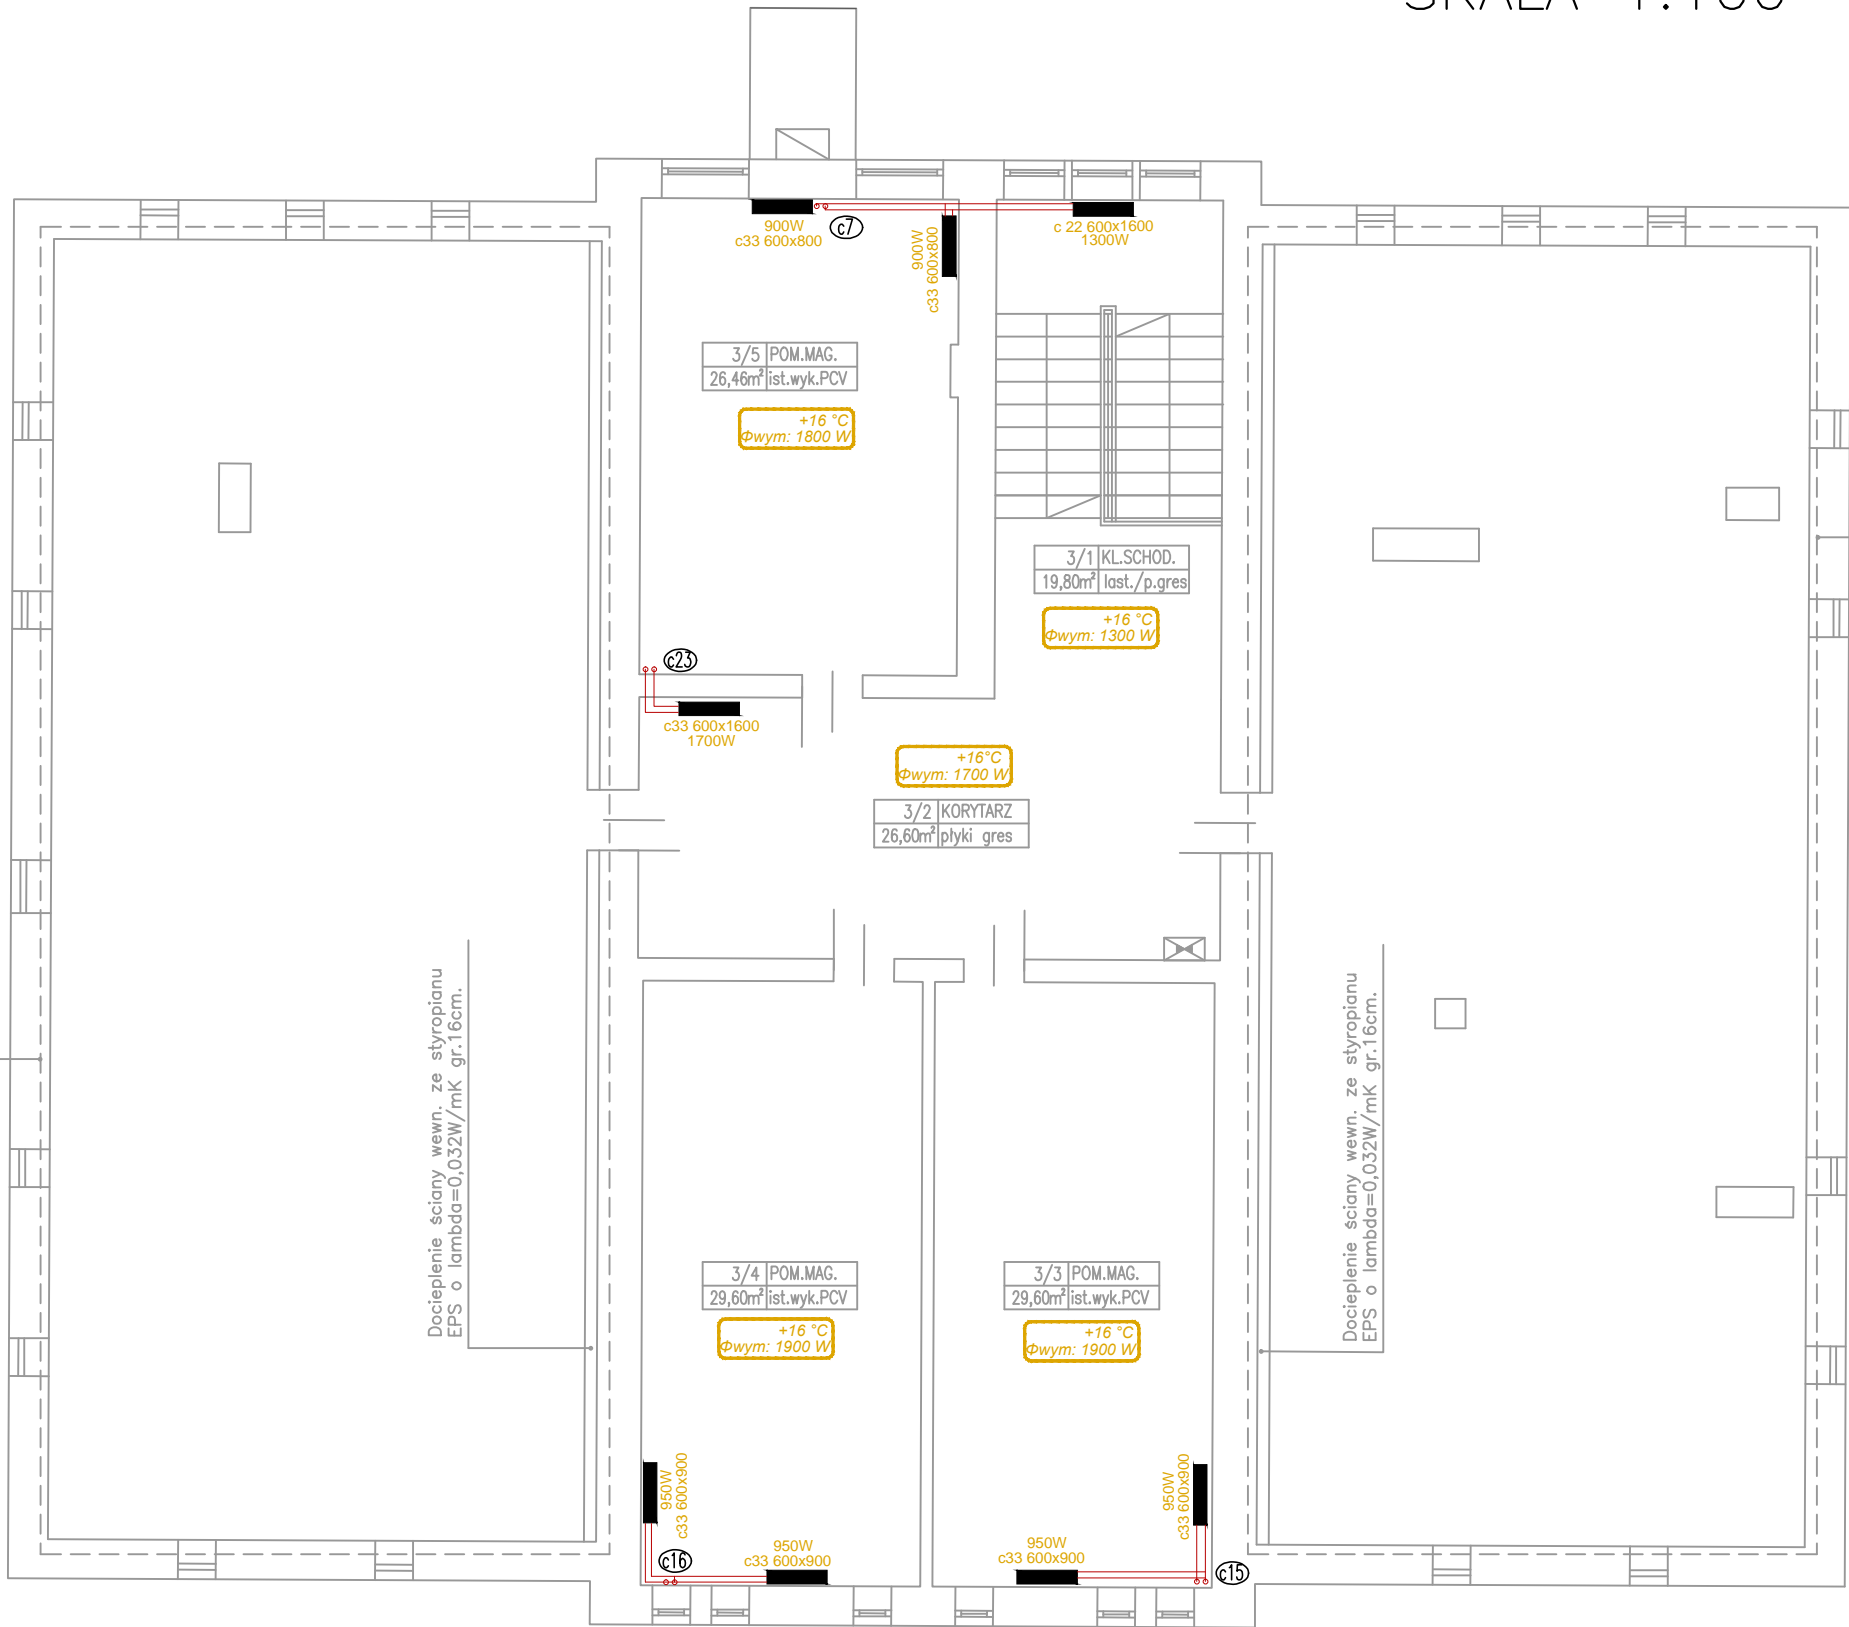 SKALA 1:100
900W
c33 600x800
c7
900W
c33 600x800
c 22 600x1600
1300W
3/5 POM.MAG.
26,46m² ist.wyk.PCV
+16 °C
Φwym: 1800 W
3/1 KL.SCHOD.
19,80m² last./p.gres
+16 °C
Φwym: 1300 W
c23
c33 600x1600
1700W
+16°C
Φwym: 1700 W
3/2 KORYTARZ
26,60m² płyki gres
Docieplenie ściany wewn. ze styropianu
EPS o lambda=0,032W/mK gr.16cm.
Docieplenie ściany wewn. ze styropianu
EPS o lambda=0,032W/mK gr.16cm.
3/4 POM.MAG.
29,60m² ist.wyk.PCV
+16 °C
Φwym: 1900 W
3/3 POM.MAG.
29,60m² ist.wyk.PCV
+16 °C
Φwym: 1900 W
950W
c33 600x900
c16
950W
c33 600x900
950W
c33 600x900
950W
c33 600x900
c15